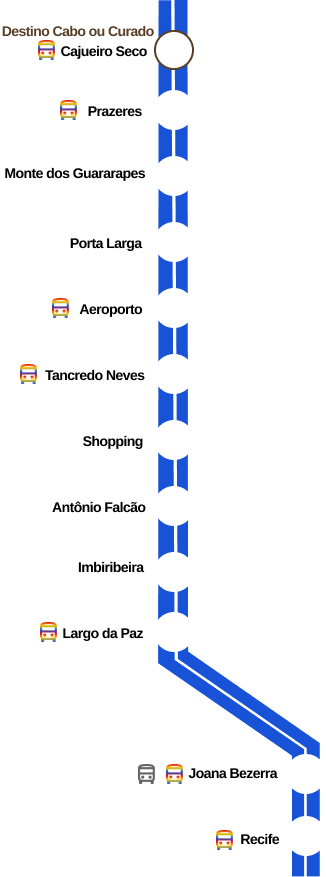 Destino Cabo ou Curado
Cajueiro Seco
Prazeres
Monte dos Guararapes
Porta Larga
Aeroporto
Tancredo Neves
Shopping
Antônio Falcão
Imbiribeira
Largo da Paz
Joana Bezerra
Recife